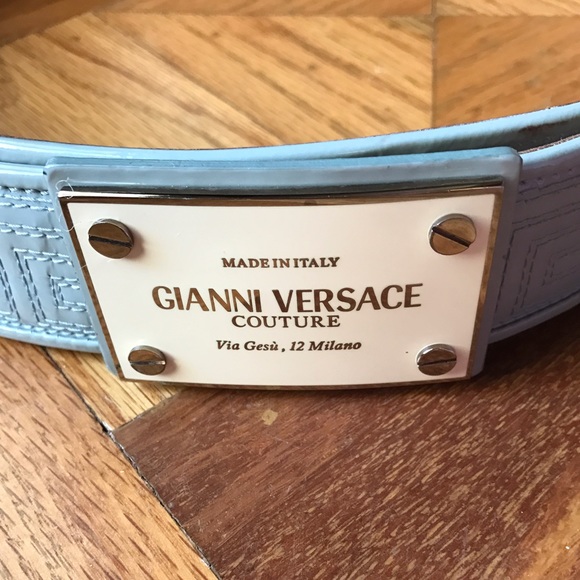 MADE IN ITALY
GIANNI VERSACE
COUTURE
Via Gesù, 12 Milano